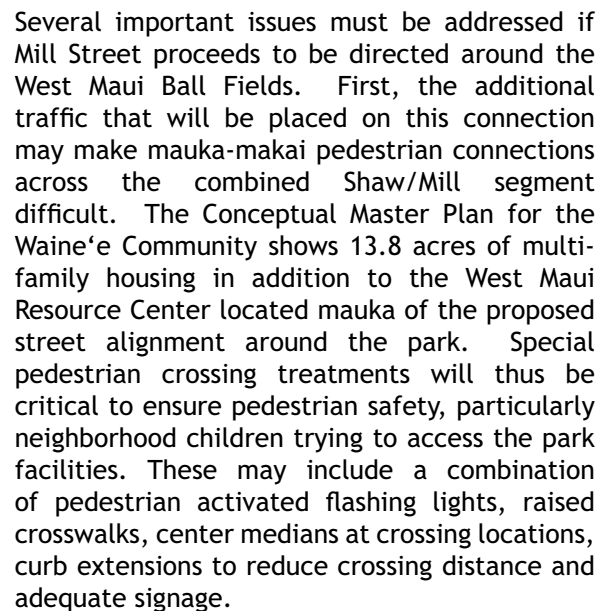 Several important issues must be addressed if
Mill Street proceeds to be directed around the
West Maui Ball Fields. First, the additional
traffic that will be placed on this connection
may make mauka-makai pedestrian connections
across the combined Shaw/Mill segment
difficult. The Conceptual Master Plan for the
Waine‘e Community shows 13.8 acres of multi-
family housing in addition to the West Maui
Resource Center located mauka of the proposed
street alignment around the park. Special
pedestrian crossing treatments will thus be
critical to ensure pedestrian safety, particularly
neighborhood children trying to access the park
facilities. These may include a combination
of pedestrian activated flashing lights, raised
crosswalks, center medians at crossing locations,
curb extensions to reduce crossing distance and
adequate signage.